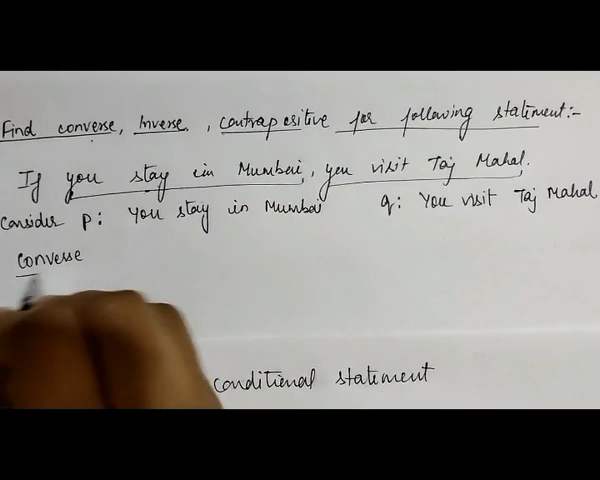 Find converse, Inverse, contrapositive for following statement:-
If you stay in Mumbai, you visit Taj Mahal.
Consider p: You stay in Mumbai q: You visit Taj Mahal
Converse
conditional statement